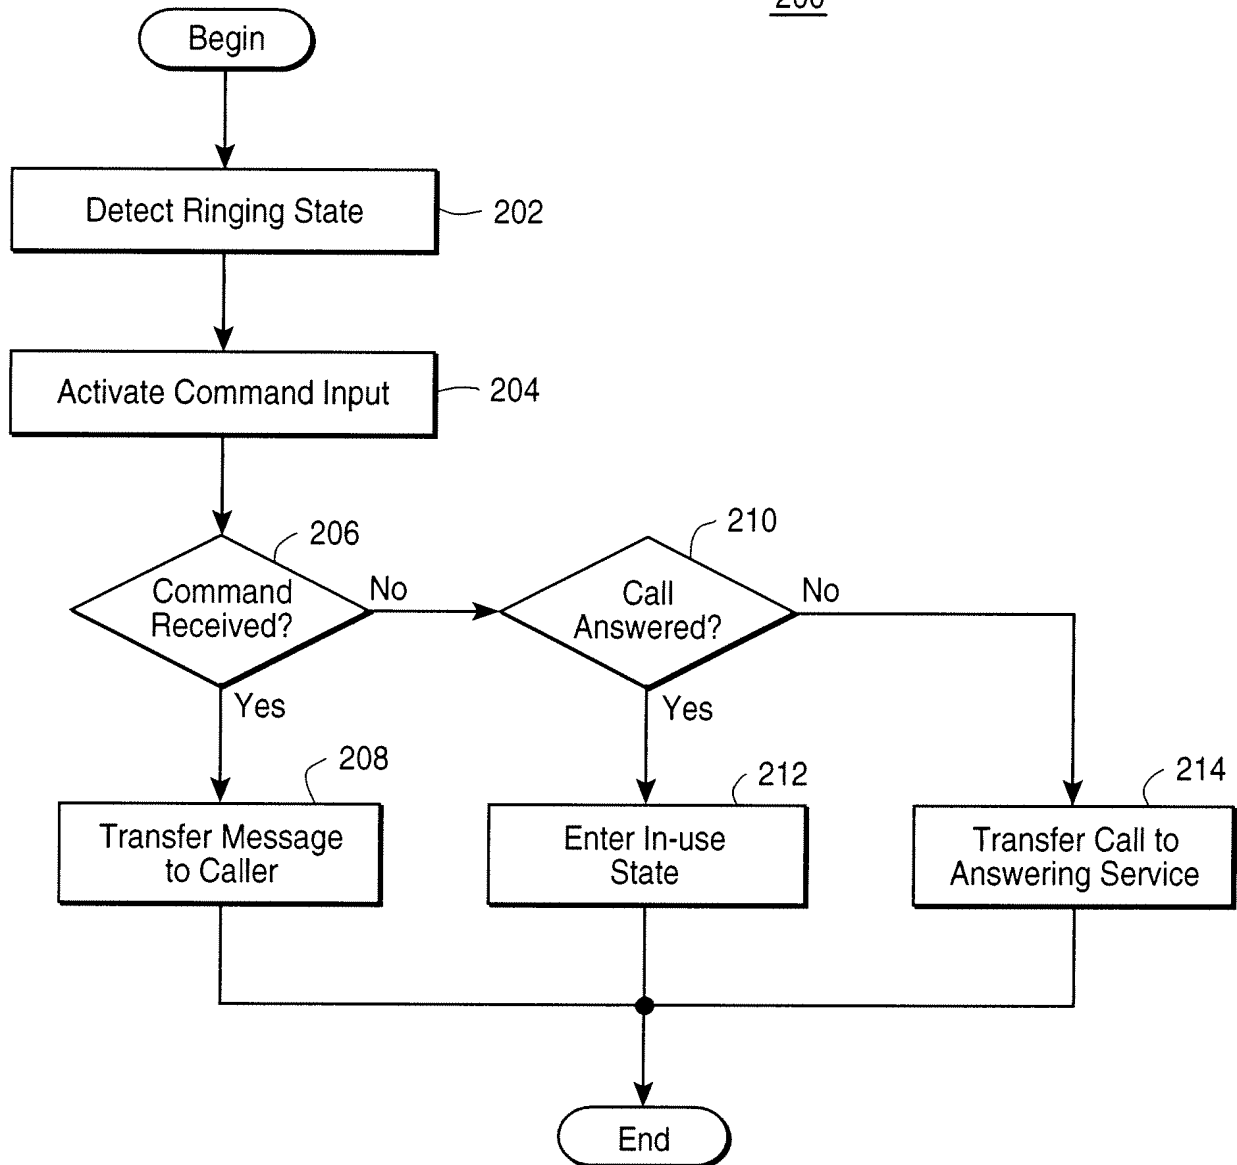 Begin
Detect Ringing State
202
Activate Command Input
204
206
Command
Received?
No
Yes
210
Call
Answered?
No
Yes
208
Transfer Message
to Caller
212
Enter In-use
State
214
Transfer Call to
Answering Service
End